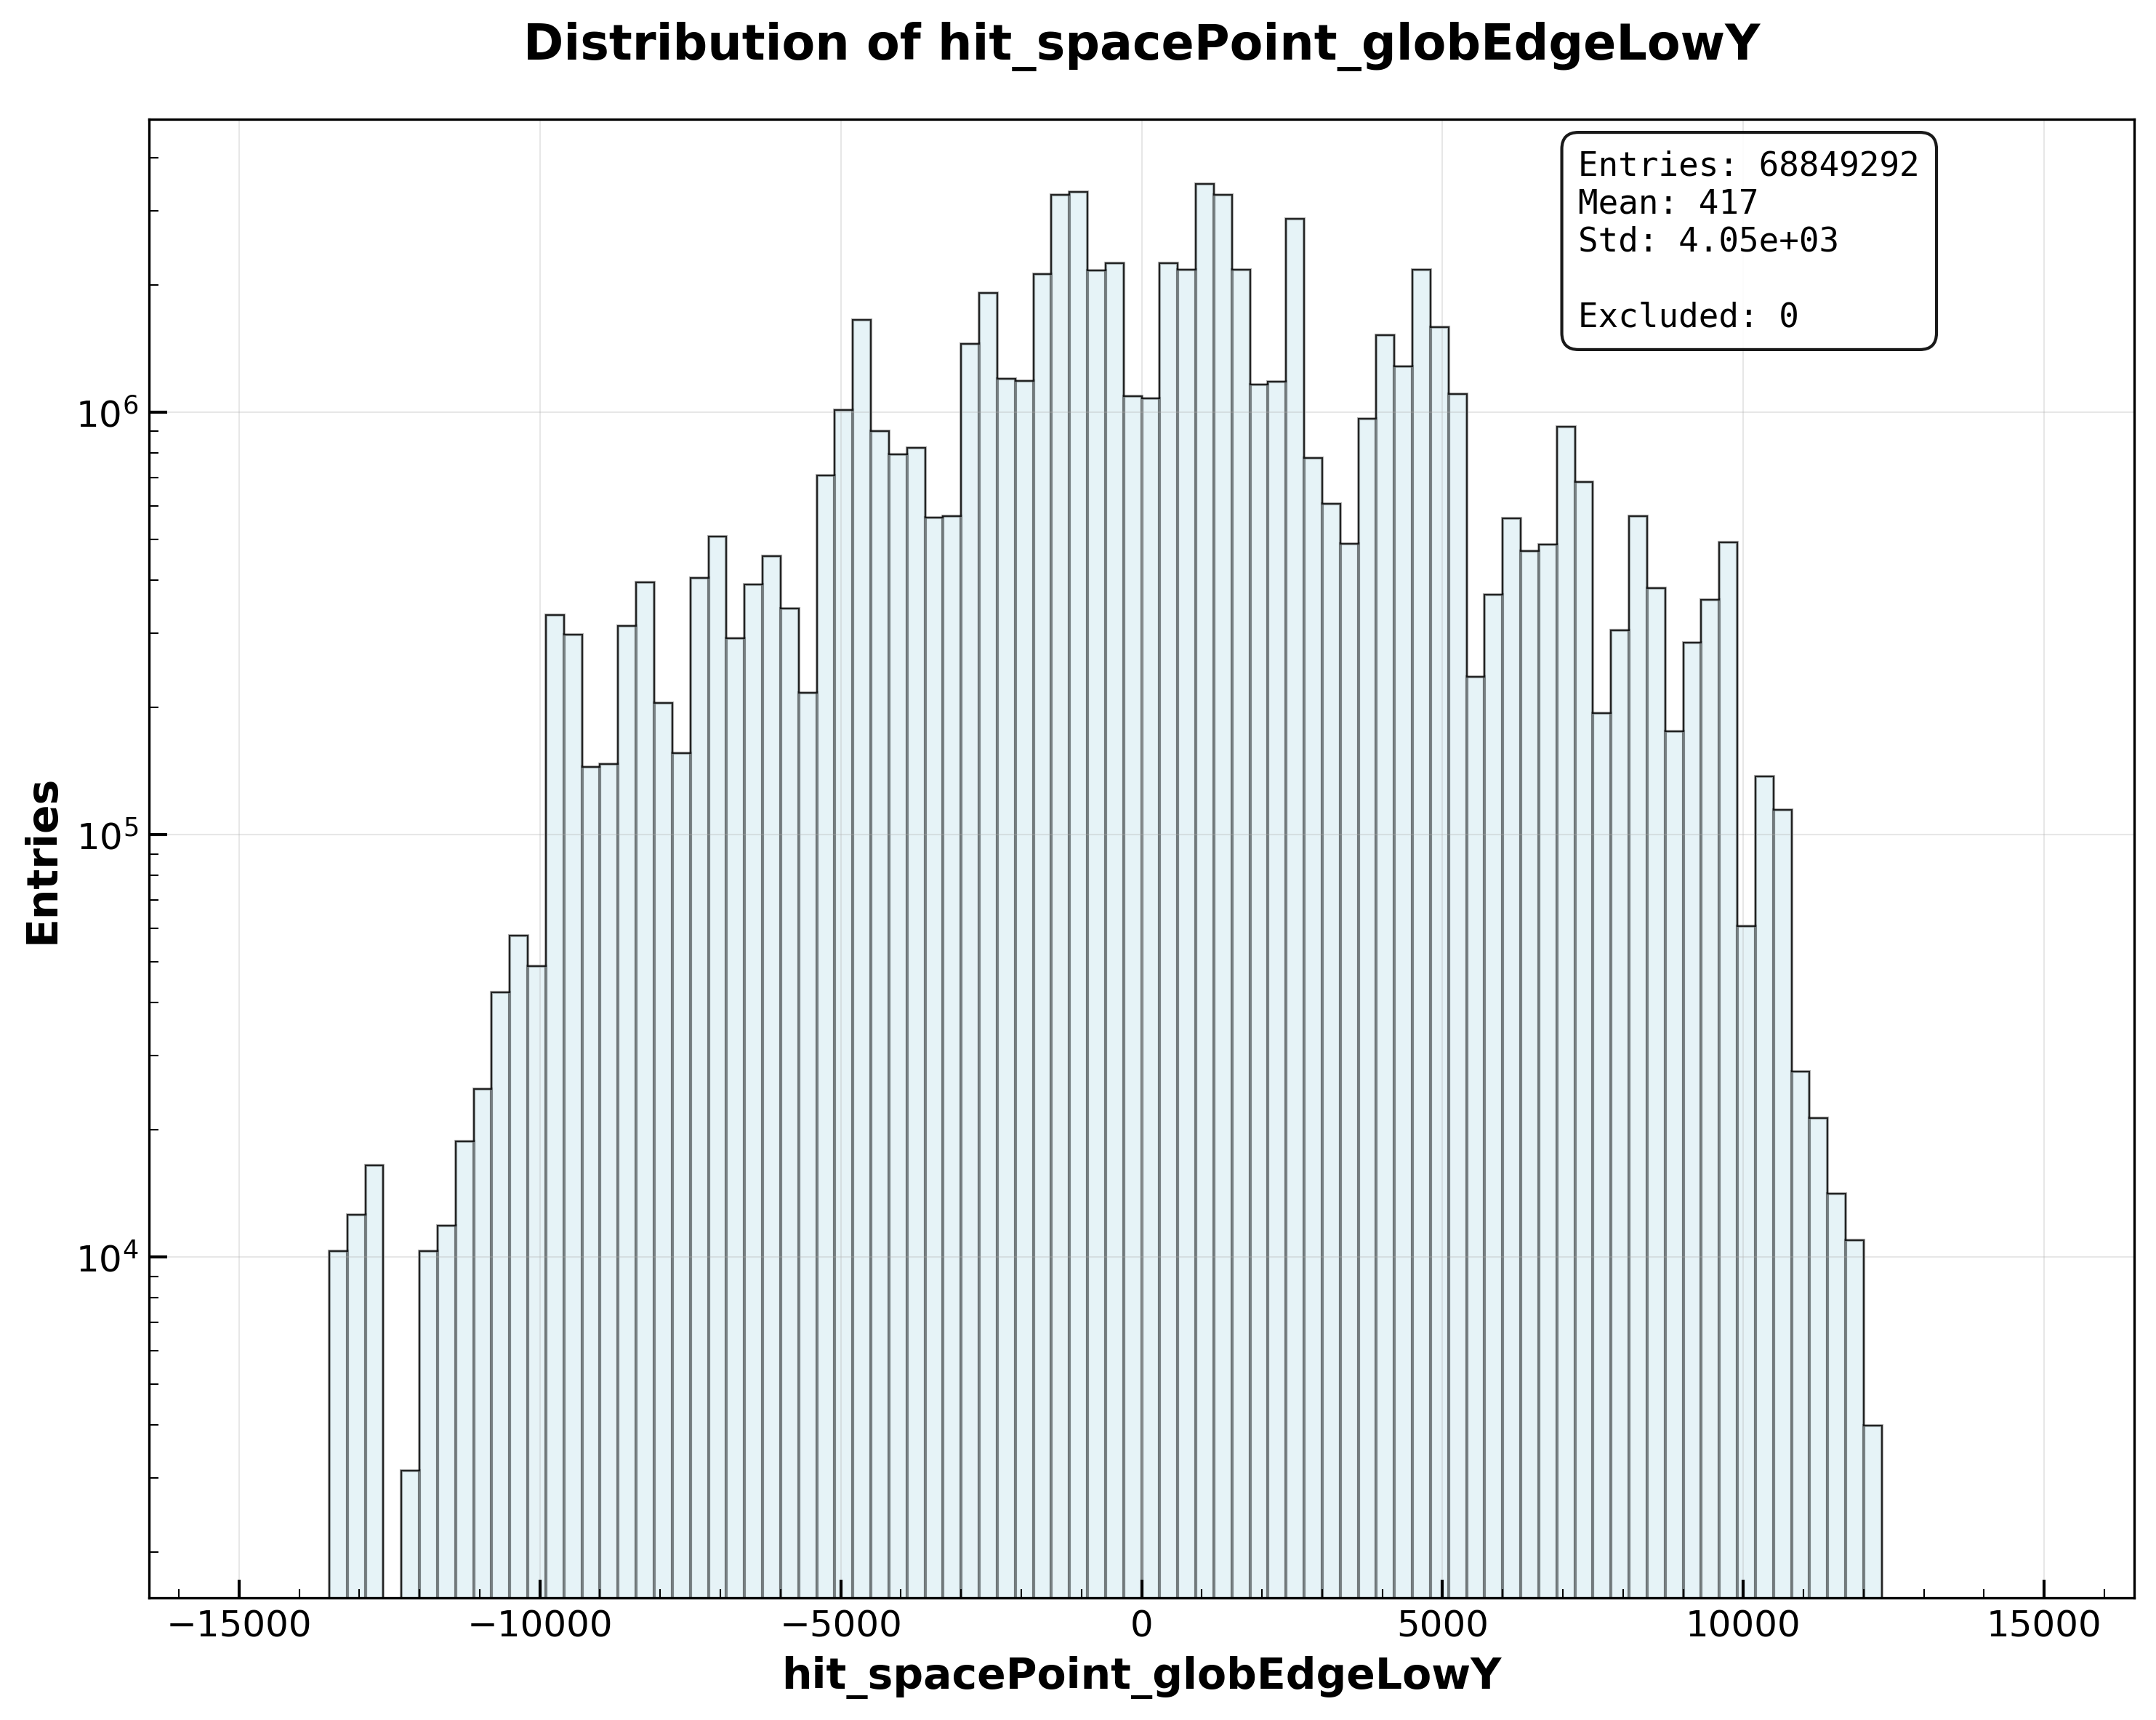 Distribution of hit_spacePoint_globEdgeLowY
Entries: 68849292
Mean: 417
Std: 4.05e+03
Excluded: 0
Entries
10^6
10^5
10^4
−15000 −10000 −5000 0 5000 10000 15000
hit_spacePoint_globEdgeLowY